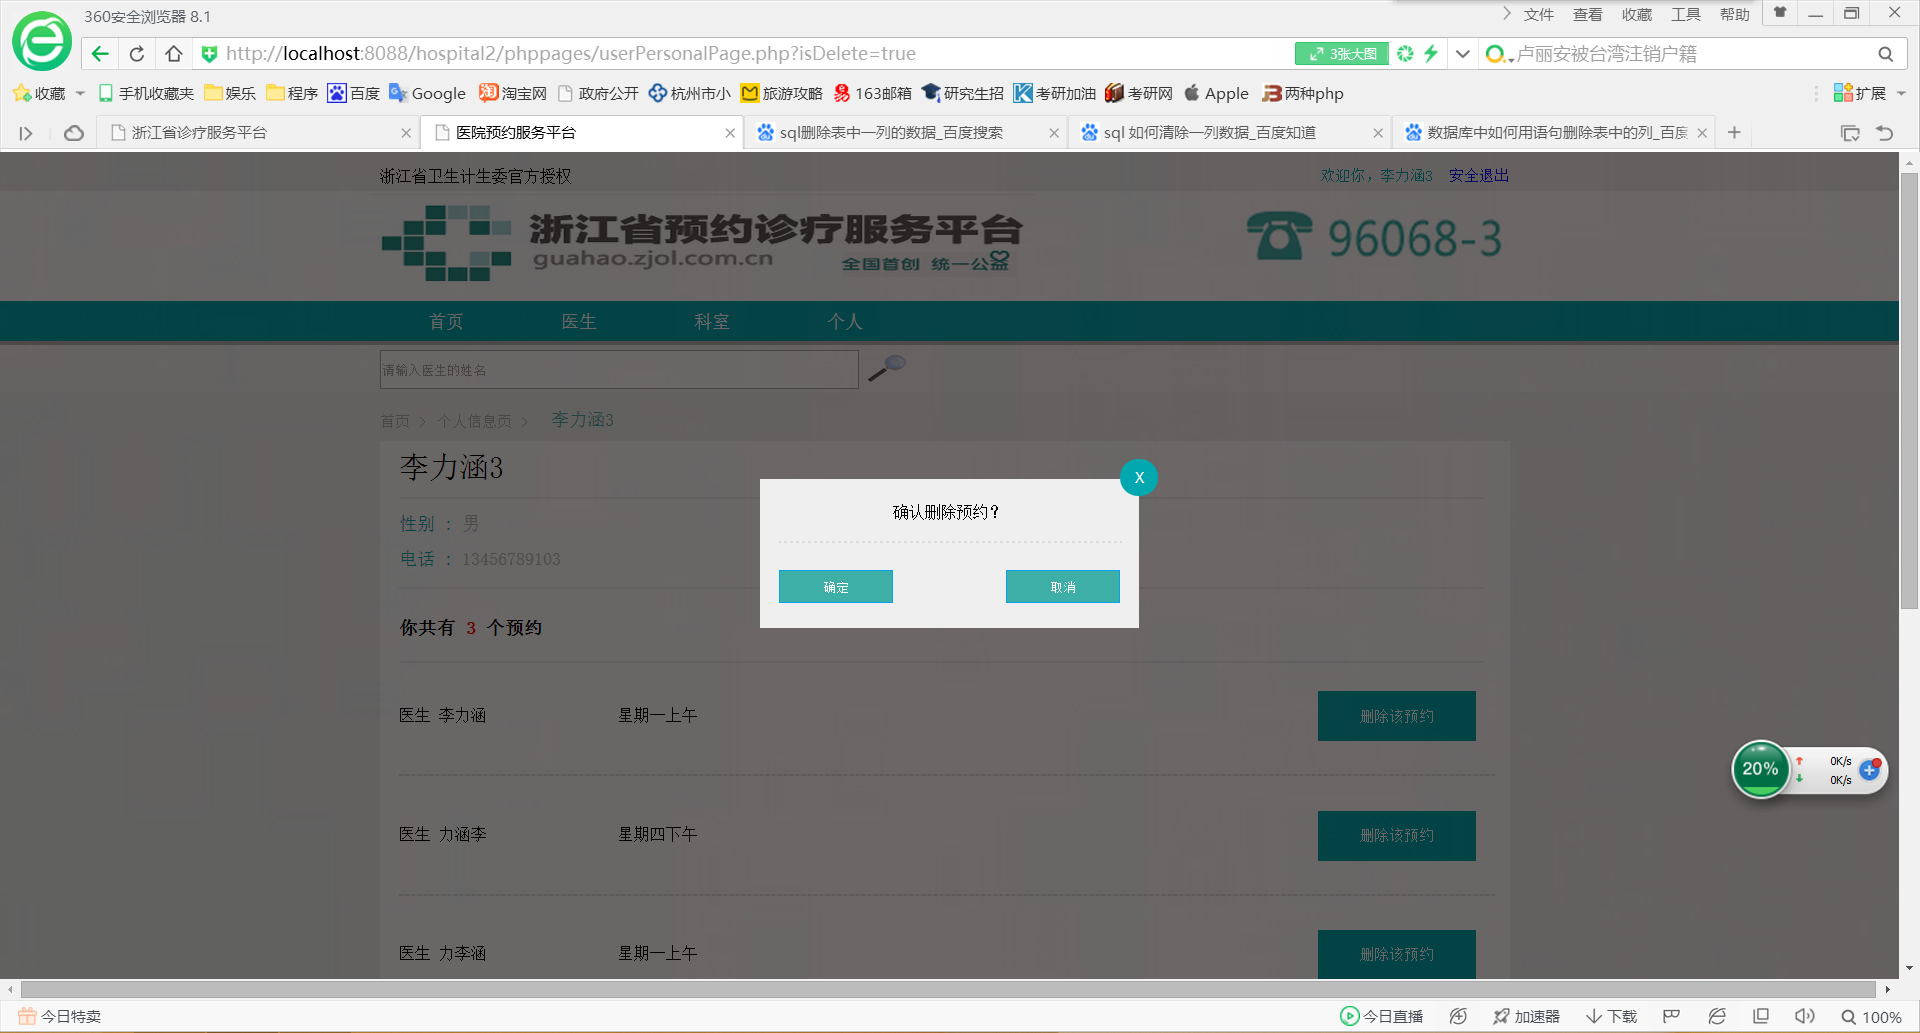 360安全浏览器 8.1
文件 查看 收藏 工具 帮助
http://localhost:8088/hospital2/phppages/userPersonalPage.php?isDelete=true
3张大图
卢丽安被台湾注销户籍
收藏 手机收藏夹 娱乐 程序 百度 Google 淘宝网 政府公开 杭州市小 旅游攻略 163邮箱 研究生招 考研加油 考研网 Apple 两种php 扩展
浙江省诊疗服务平台 医院预约服务平台 sql删除表中一列的数据_百度搜索 sql 如何清除一列数据_百度知道 数据库中如何用语句删除表中的列_百度
浙江省卫生计生委官方授权
欢迎你，李力涵3 安全退出
浙江省预约诊疗服务平台
guahao.zjol.com.cn 全国首创 统一公益
96068-3
首页 医生 科室 个人
请输入医生的姓名
首页 > 个人信息页 > 李力涵3
李力涵3
性别 : 男
电话 : 13456789103
你共有 3 个预约
X
确认删除预约?
确定 取消
医生 李力涵 星期一上午 删除该预约
医生 力涵李 星期四下午 删除该预约
医生 力李涵 星期一上午 删除该预约
20%
0K/s
0K/s
今日特卖
今日直播 加速器 下载 100%